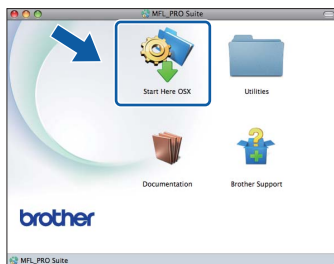 MFL_PRO Suite
Start Here OSX
Utilities
Documentation
Brother Support
brother
MFL_PRO Suite